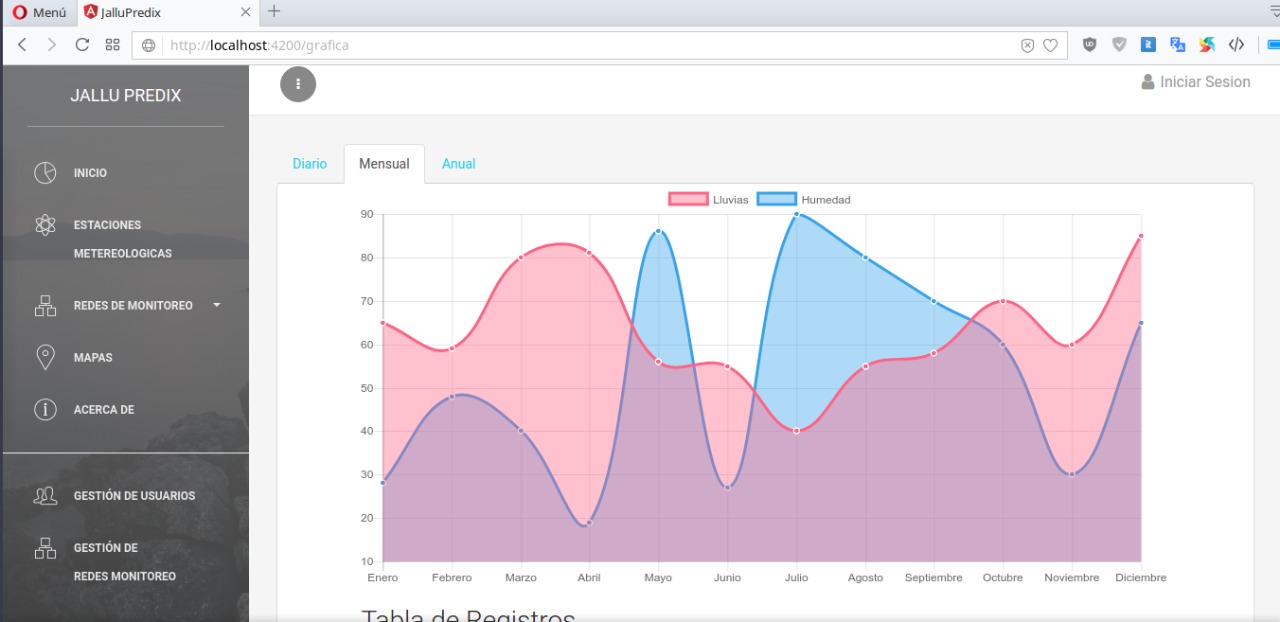 Menú
JalluPredix
http://localhost:4200/grafica
JALLU PREDIX
Iniciar Sesion
INICIO
ESTACIONES
METEREOLOGICAS
REDES DE MONITOREO
MAPAS
ACERCA DE
GESTIÓN DE USUARIOS
GESTIÓN DE
REDES MONITOREO
Diario Mensual Anual
Lluvias Humedad
90
80
70
60
50
40
30
20
10
Enero Febrero Marzo Abril Mayo Junio Julio Agosto Septiembre Octubre Noviembre Diciembre
Tabla de Registros